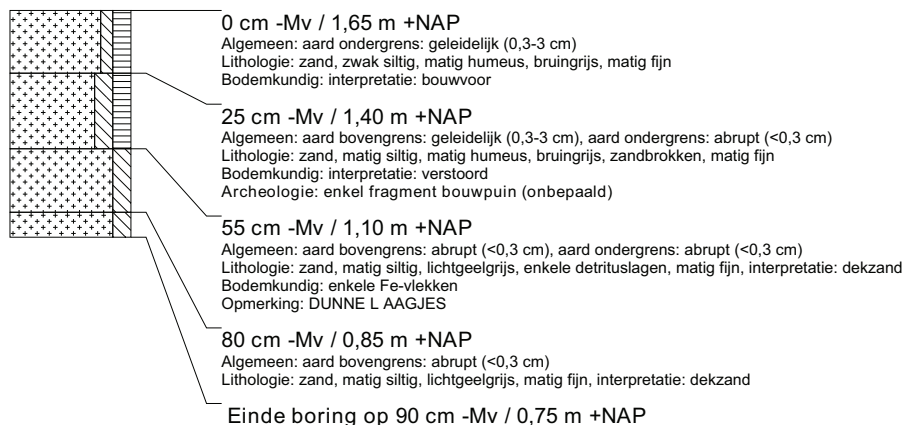 0 cm -Mv / 1,65 m +NAP
Algemeen: aard ondergrens: geleidelijk (0,3-3 cm)
Lithologie: zand, zwak siltig, matig humeus, bruingrijs, matig fijn
Bodemkundig: interpretatie: bouwvoor
25 cm -Mv / 1,40 m +NAP
Algemeen: aard bovengrens: geleidelijk (0,3-3 cm), aard ondergrens: abrupt (<0,3 cm)
Lithologie: zand, matig siltig, matig humeus, bruingrijs, zandbrokken, matig fijn
Bodemkundig: interpretatie: verstoord
Archeologie: enkel fragment bouwpuin (onbepaald)
55 cm -Mv / 1,10 m +NAP
Algemeen: aard bovengrens: abrupt (<0,3 cm), aard ondergrens: abrupt (<0,3 cm)
Lithologie: zand, matig siltig, lichtgeelgrijs, enkele detrituslagen, matig fijn, interpretatie: dekzand
Bodemkundig: enkele Fe-vlekken
Opmerking: DUNNE L AAGJES
80 cm -Mv / 0,85 m +NAP
Algemeen: aard bovengrens: abrupt (<0,3 cm)
Lithologie: zand, matig siltig, lichtgeelgrijs, matig fijn, interpretatie: dekzand
Einde boring op 90 cm -Mv / 0,75 m +NAP